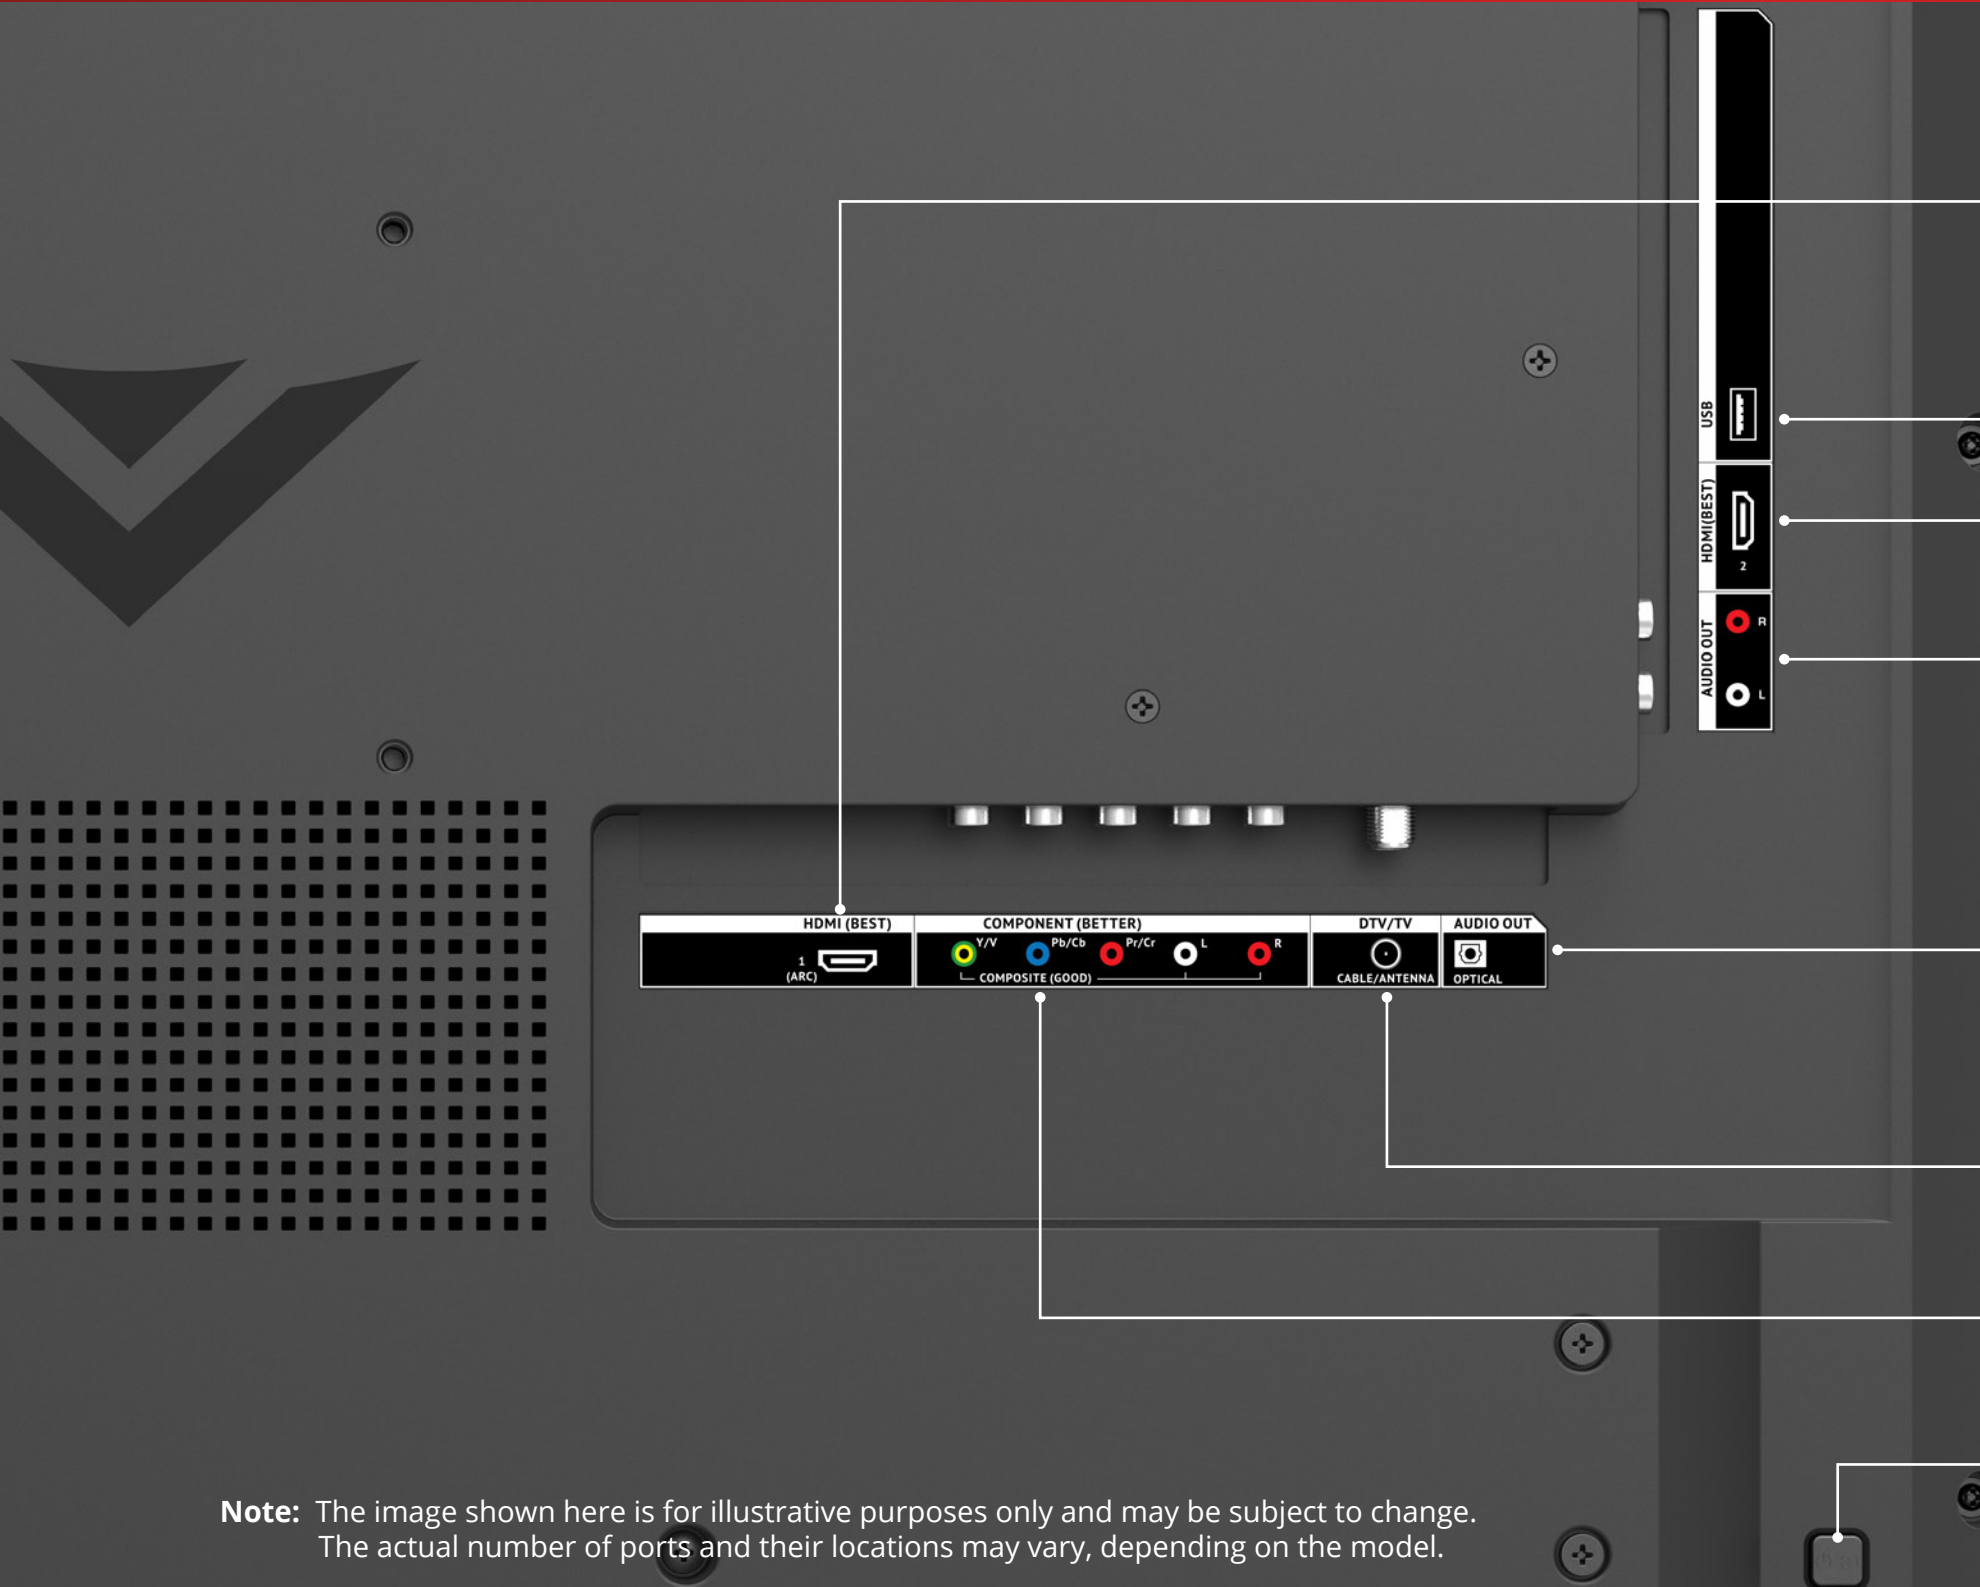 USB
HDMI(BEST)
2
AUDIO OUT
R
L
HDMI (BEST)
1
(ARC)
COMPONENT (BETTER)
Y/V Pb/Cb Pr/Cr L R
COMPOSITE (GOOD)
DTV/TV
CABLE/ANTENNA
AUDIO OUT
OPTICAL
Note: The image shown here is for illustrative purposes only and may be subject to change.
The actual number of ports and their locations may vary, depending on the model.